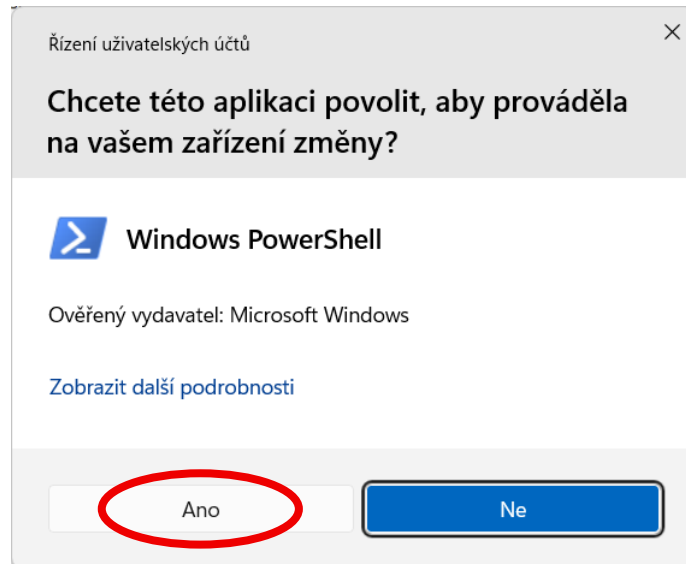 Řízení uživatelských účtů
Chcete této aplikaci povolit, aby prováděla
na vašem zařízení změny?
Windows PowerShell
Ověřený vydavatel: Microsoft Windows
Zobrazit další podrobnosti
Ano
Ne